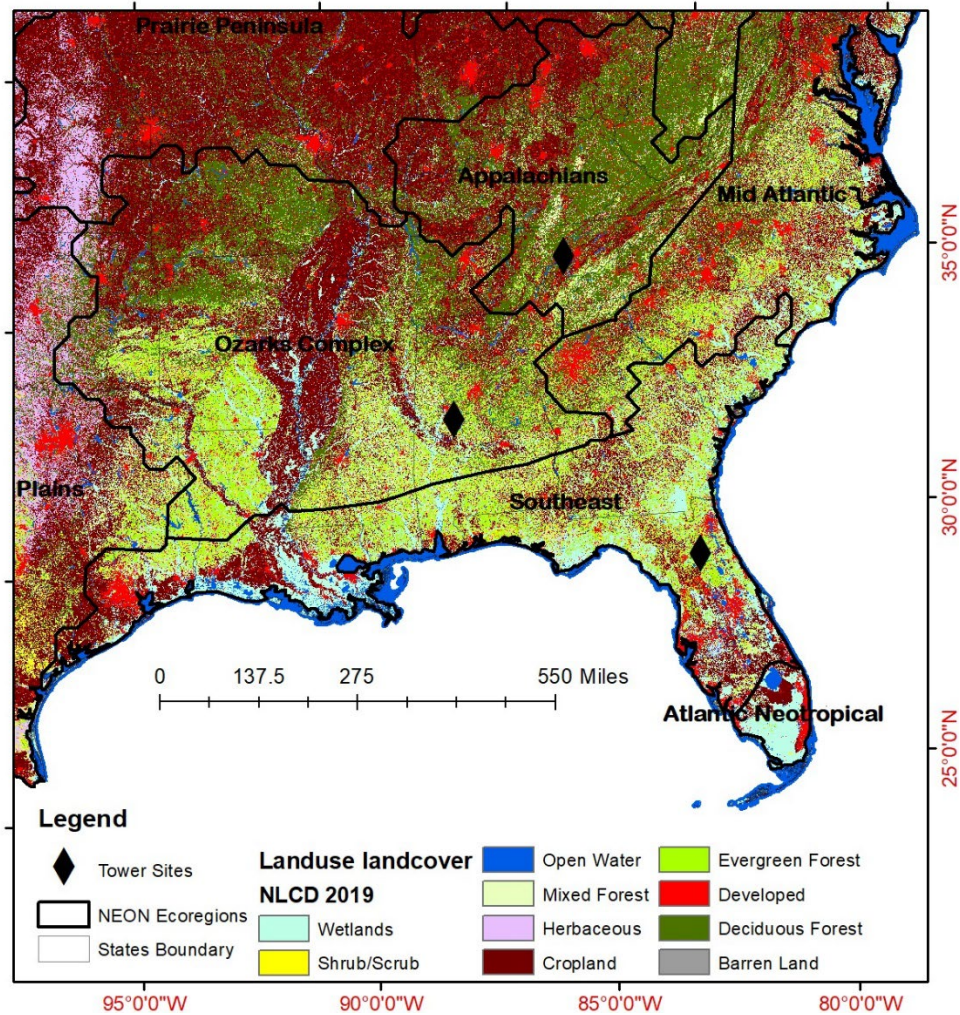 Prairie Peninsula
Appalachians
Mid Atlantic
35°0'0"N
Ozarks Complex
Plains
Southeast
30°0'0"N
0 137.5 275 550 Miles
Atlantic Neotropical
25°0'0"N
Legend
Tower Sites
NEON Ecoregions
States Boundary
Landuse landcover
NLCD 2019
Wetlands
Shrub/Scrub
Open Water
Mixed Forest
Herbaceous
Cropland
Evergreen Forest
Developed
Deciduous Forest
Barren Land
95°0'0"W 90°0'0"W 85°0'0"W 80°0'0"W